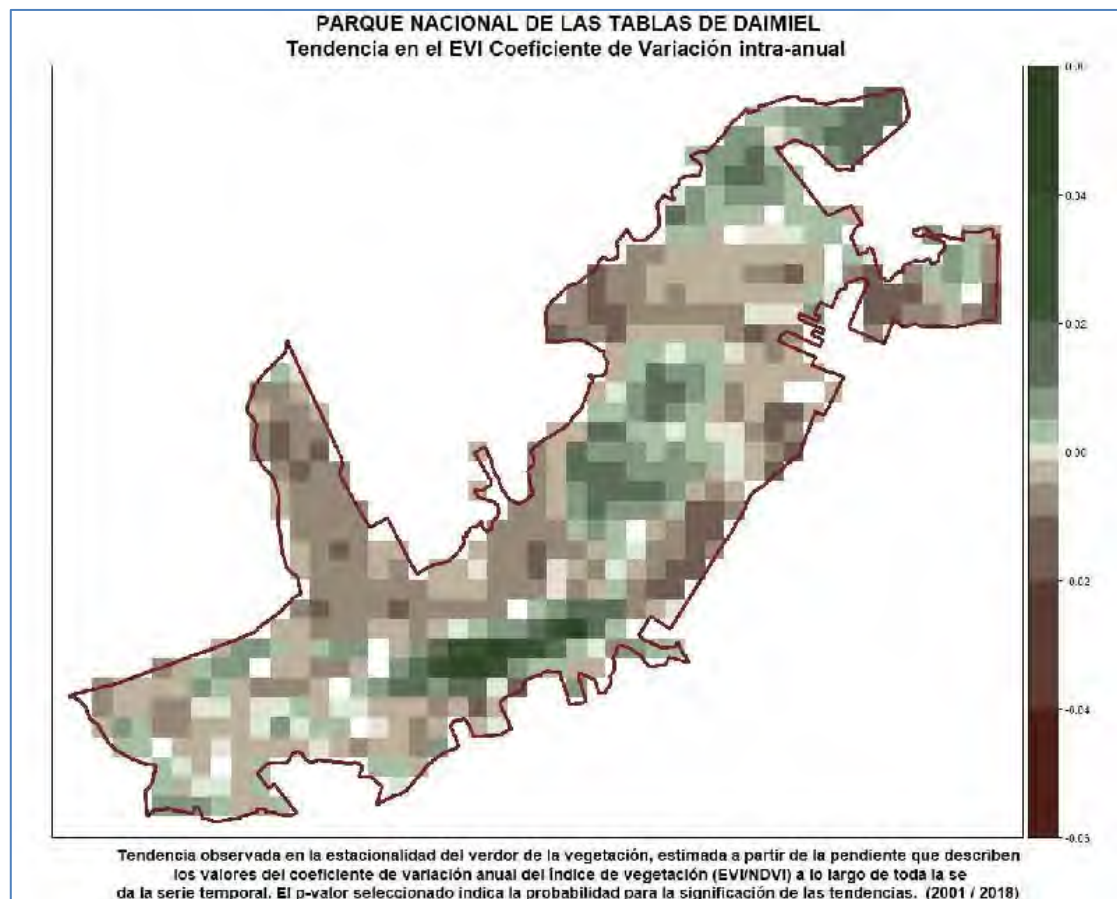 PARQUE NACIONAL DE LAS TABLAS DE DAIMIEL
Tendencia en el EVI Coeficiente de Variación intra-anual
0.04
0.02
0.00
-0.02
-0.04
Tendencia observada en la estacionalidad del verdor de la vegetación, estimada a partir de la pendiente que describen
los valores del coeficiente de variación anual del índice de vegetación (EVI/NDVI) a lo largo de toda la se
da la serie temporal. El p-valor seleccionado indica la probabilidad para la significación de las tendencias. (2001 / 2018)